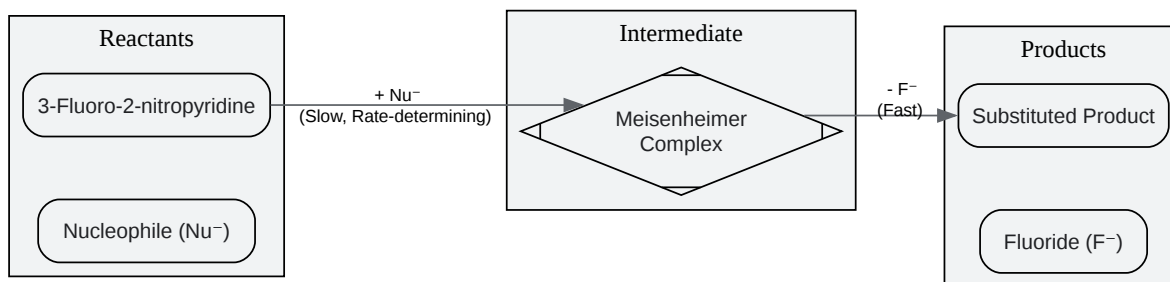 Reactants
3-Fluoro-2-nitropyridine
Nucleophile (Nu⁻)
+ Nu⁻
(Slow, Rate-determining)
Intermediate
Meisenheimer
Complex
- F⁻
(Fast)
Products
Substituted Product
Fluoride (F⁻)